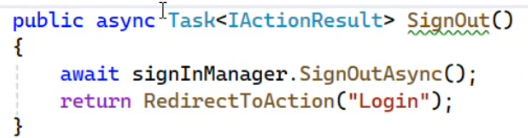 public async Task<IActionResult> SignOut()
{
    await signInManager.SignOutAsync();
    return RedirectToAction("Login");
}